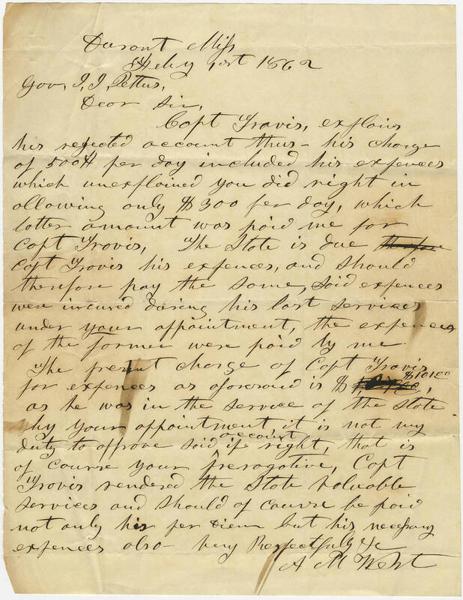 Durant Miss
Feby 1st 1862
Gov, J, J, Pettus,
Dear Sir,
Capt Travis, explains
his rejected account thus – his charge
of 500 per day included his expences
which unexplained you did right in
allowing only $300 per day, which
latter amount was paid me for
Capt Travis, The State is due
Capt Travis his expences, and should
therefore pay the same, said expences
were incured during his last services
under your appointment, the expences
of the former were paid by me
The present charge of Capt Travis
for expences as aforesaid is $
as he was in the service of the State
by your appointment it is not my
duty to approve said account if right, that is
of course your prerogative, Capt
Travis rendered the State valuable
services and should of course be paid
not only his per diem but his necessary
expences also Very Respectfully &c
A M West